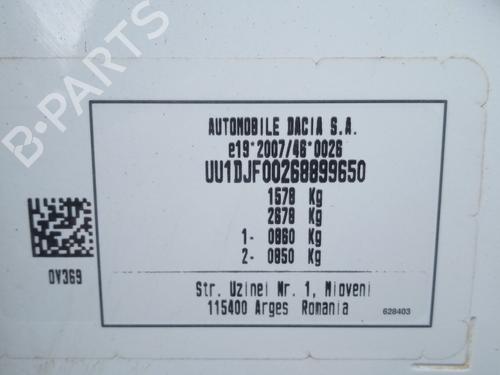 AUTOMOBILE DACIA S.A.
e19*2007/46*0026
UU1DJF00268899650
1578 Kg
2678 Kg
1- 0860 Kg
2- 0850 Kg
0V369
Str. Uzinei Nr. 1, Mioveni
115400 Arges Romania
628403
B-PARTS